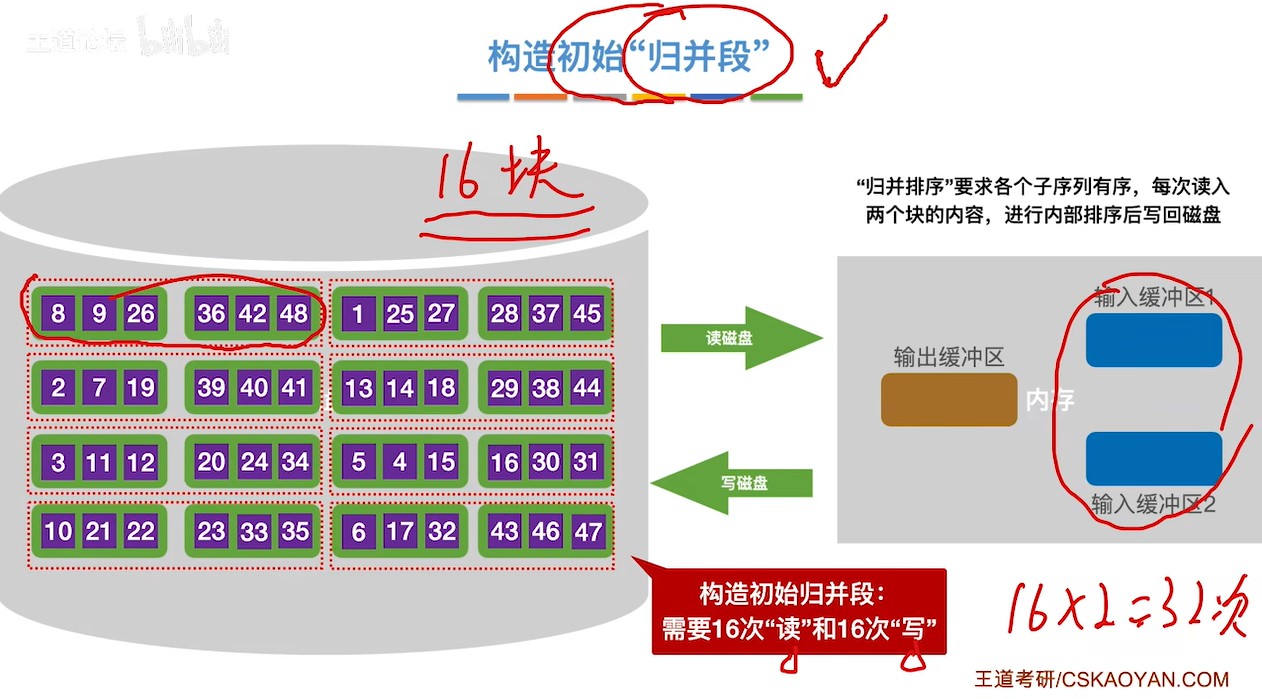 王道论坛 bilibili
构造初始“归并段”
16块
“归并排序”要求各个子序列有序，每次读入
两个块的内容，进行内部排序后写回磁盘
8 9 26 36 42 48 1 25 27 28 37 45
2 7 19 39 40 41 13 14 18 29 38 44
3 11 12 20 24 34 5 4 15 16 30 31
10 21 22 23 33 35 6 17 32 43 46 47
读磁盘
写磁盘
输入缓冲区1
输出缓冲区
内存
输入缓冲区2
构造初始归并段：
需要16次“读”和16次“写”
16×2=32次
王道考研/CSKAOYAN.COM